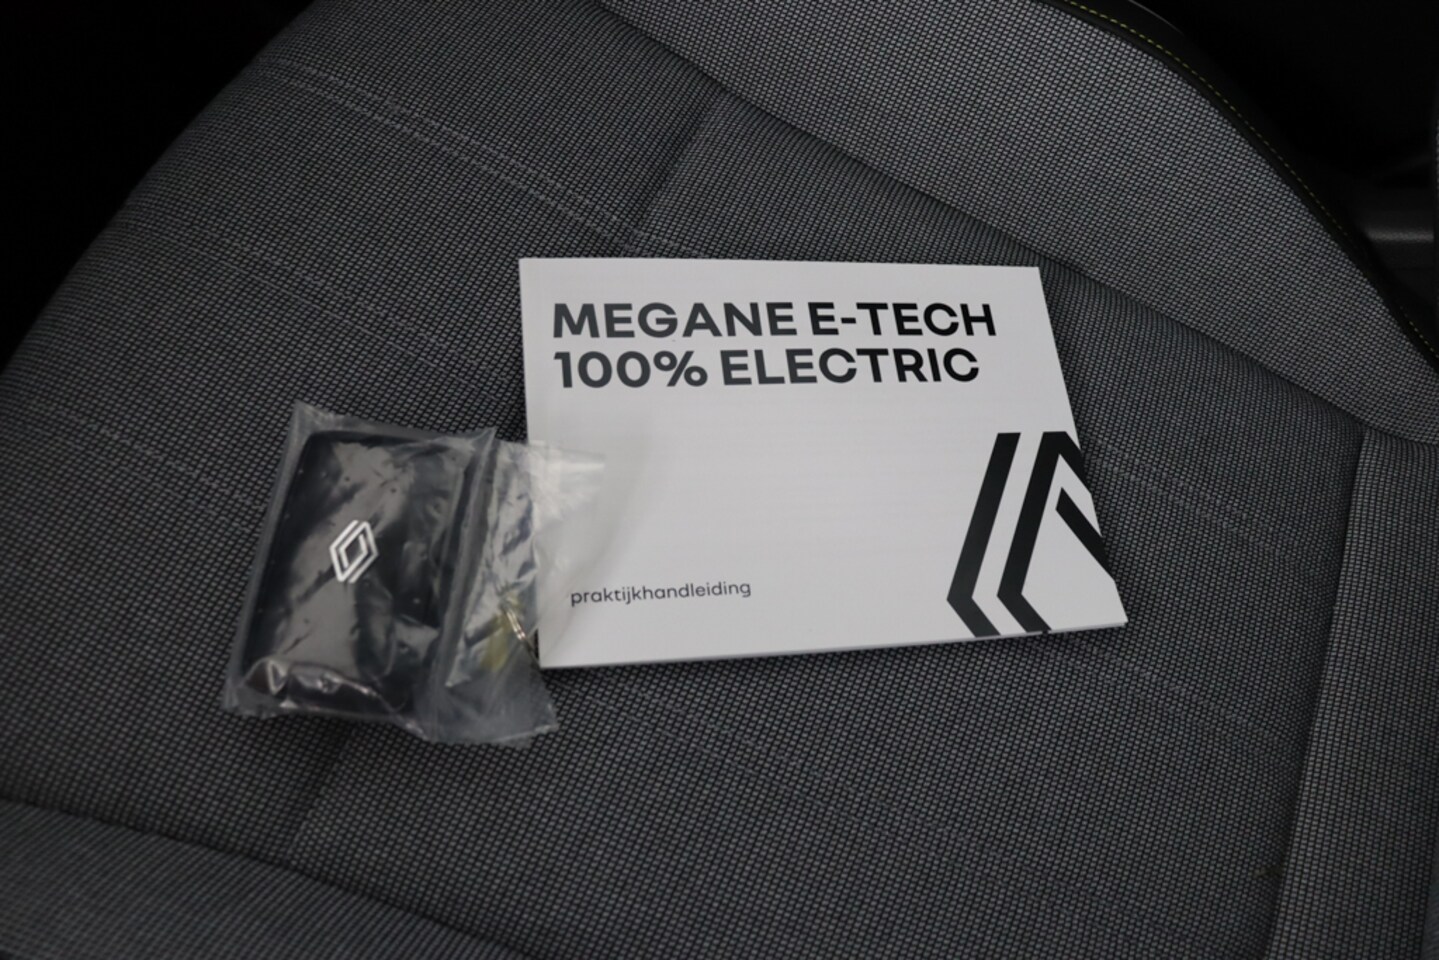 MEGANE E-TECH
100% ELECTRIC
praktijkhandleiding